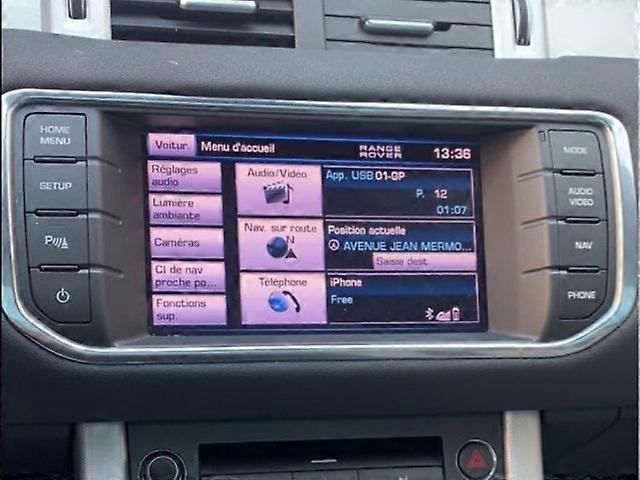 HOME
MENU
SETUP
P
Voitur.
Menu d'accueil
RANGE
ROVER
13:36
Réglages
audio
Lumière
ambiante
Caméras
Cl de nav
proche po...
Fonctions
sup.
Audio/Vidéo
App. USB 01-GP
P. 12
01:07
Nav. sur route
N
Position actuelle
AVENUE JEAN MERMO...
Saisie dest.
Téléphone
iPhone
Free
MODE
AUDIO
VIDEO
NAV
PHONE